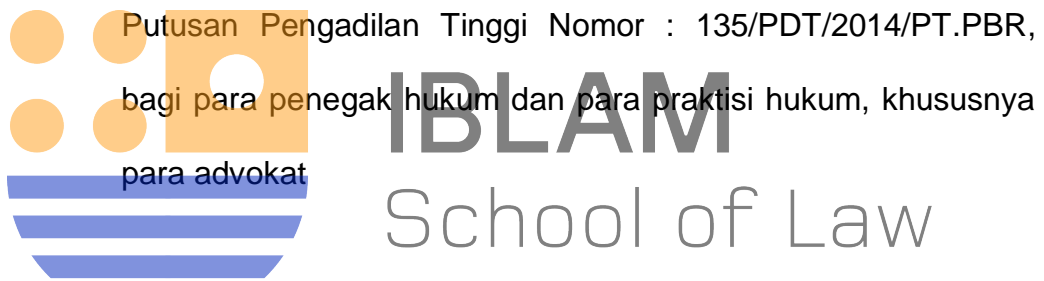 Putusan Pengadilan Tinggi Nomor : 135/PDT/2014/PT.PBR,
bagi para penegak hukum dan para praktisi hukum, khususnya
para advokat
IBLAM
School of Law